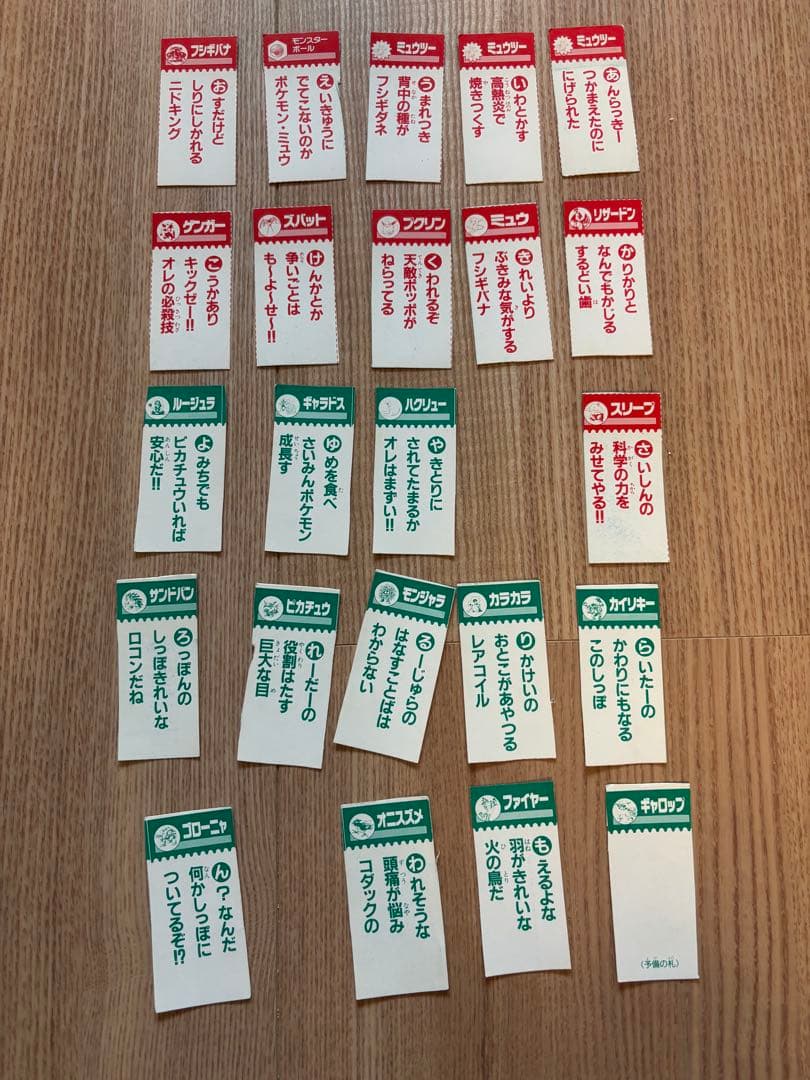 フシギバナ
おすだけど
しりにしかれる
ニドキング
モンスターボール
えいきゅうに
でてこないのか
ポケモン・ミュウ
ミュウツー
うまれつき
背中の種が
フシギダネ
ミュウツー
いわとかす
高熱炎で
焼きつくす
ミュウツー
あんらっきー
つかまえたのに
にげられた
ゲンガー
こうかあり
キックゼー!!
オレの必殺技
ズバット
けんかとか
争いごとは
も〜よ〜せ〜!!
プクリン
くわれるぞ
天敵ポッポが
ねらってる
ミュウ
きれいより
ぶきみな気がする
フシギバナ
リザードン
かりかりと
なんでもかじる
するどい歯
ルージュラ
よみちでも
ピカチュウいれば
安心だ!!
ギャラドス
ゆめを食べ
さいみんポケモン
成長す
ハクリュー
やきとりに
されてたまるか
オレはまずい!!
スリープ
さいしんの
科学の力を
みせてやる!!
サンドパン
ろっぽんの
しっぽきれいな
ロコンだね
ピカチュウ
れーだーの
役割はたす
巨大な目
モンジャラ
るーじゅらの
はなすことばは
わからない
カラカラ
りかけいの
おとこがあやつる
レアコイル
カイリキー
らいたーの
かわりにもなる
このしっぽ
ゴローニャ
ん?なんだ
何かしっぽに
ついてるぞ!?
オニスズメ
われそうな
頭痛が悩み
コダックの
ファイヤー
もえるよな
羽がきれいな
火の鳥だ
ギャロップ
(予備の札)